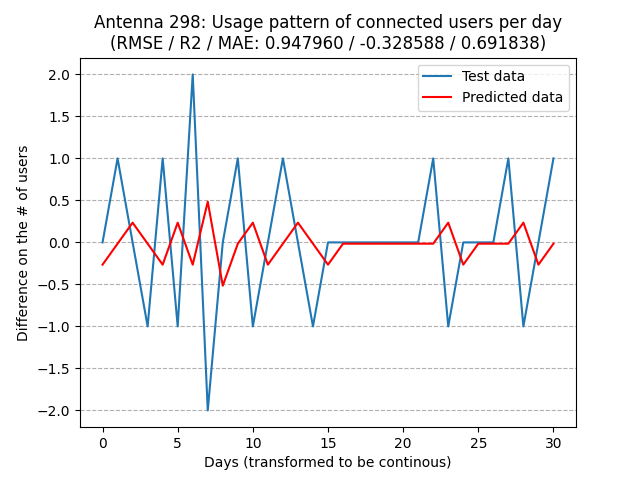 Antenna 298: Usage pattern of connected users per day
(RMSE / R2 / MAE: 0.947960 / -0.328588 / 0.691838)
Test data
Predicted data
Difference on the # of users
2.0
1.5
1.0
0.5
0.0
−0.5
−1.0
−1.5
−2.0
0 5 10 15 20 25 30
Days (transformed to be continous)